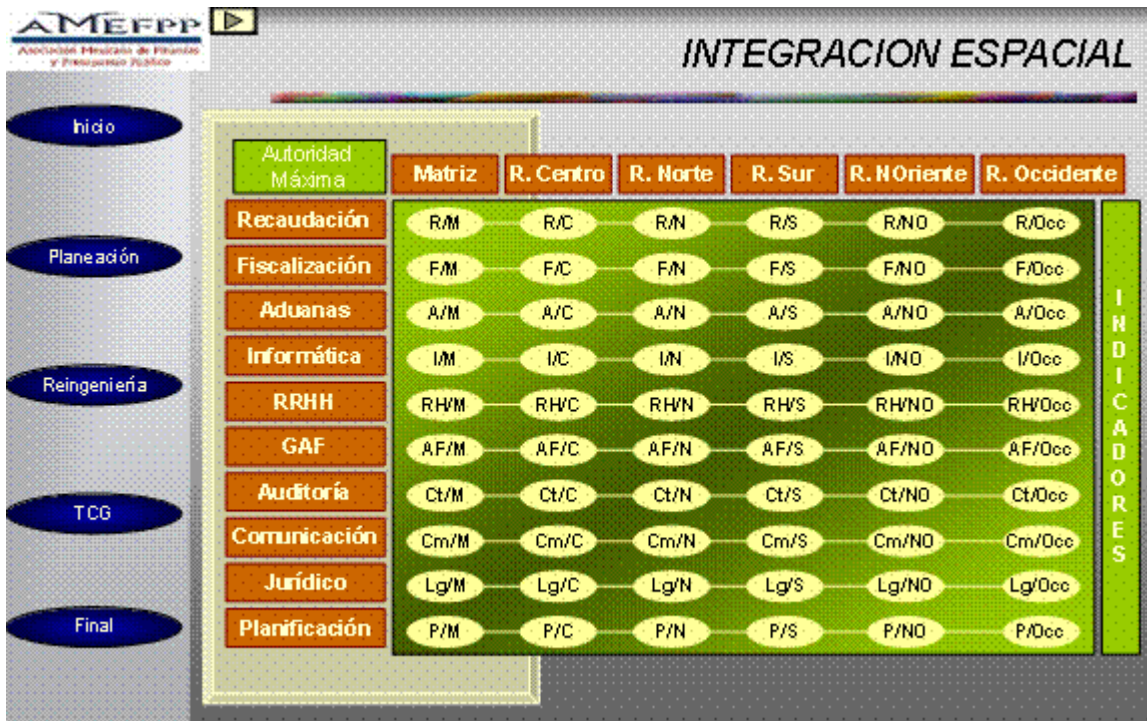 AMEFPP
Asociación Mexicana de Finanzas
y Presupuesto Público
INTEGRACION ESPACIAL
Inicio
Planeación
Reingeniería
TCG
Final
Autoridad
Máxima
Matriz R. Centro R. Norte R. Sur R. NOriente R. Occidente
Recaudación R/M R/C R/N R/S R/NO R/Occ
Fiscalización F/M F/C F/N F/S F/NO F/Occ
Aduanas A/M A/C A/N A/S A/NO A/Occ
Informática I/M I/C I/N I/S I/NO I/Occ
RRHH RH/M RH/C RH/N RH/S RH/NO RH/Occ
GAF AF/M AF/C AF/N AF/S AF/NO AF/Occ
Auditoría Ct/M Ct/C Ct/N Ct/S Ct/NO Ct/Occ
Comunicación Cm/M Cm/C Cm/N Cm/S Cm/NO Cm/Occ
Jurídico Lg/M Lg/C Lg/N Lg/S Lg/NO Lg/Occ
Planificación P/M P/C P/N P/S P/NO P/Occ
INDICADORES